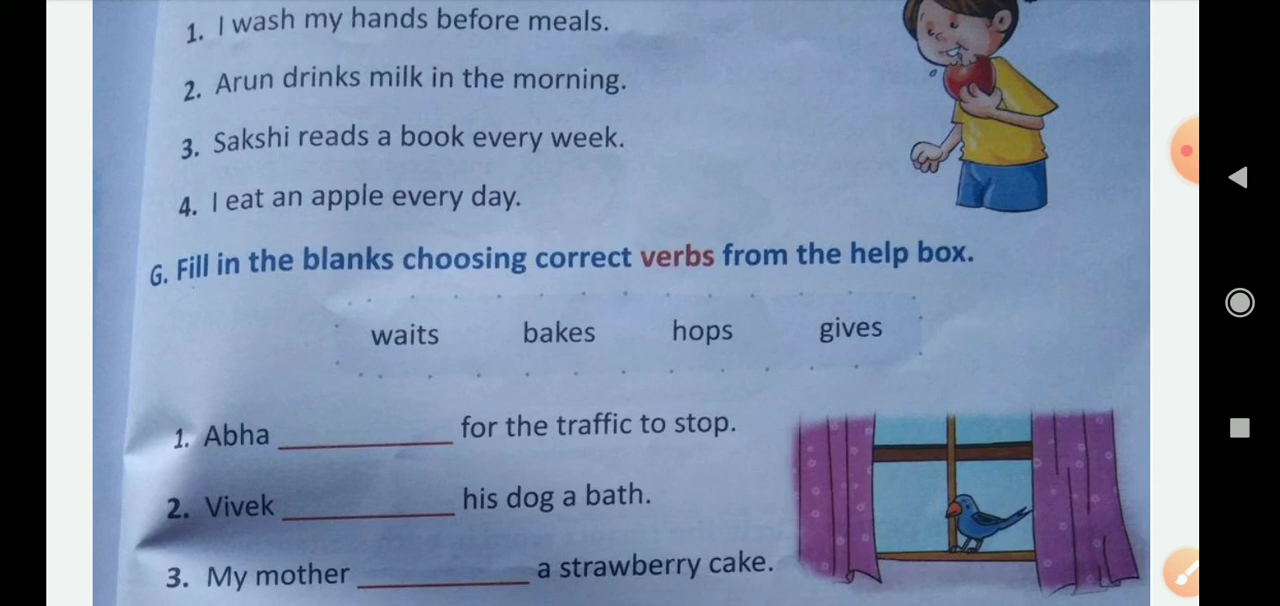 1. I wash my hands before meals.
2. Arun drinks milk in the morning.
3. Sakshi reads a book every week.
4. I eat an apple every day.
G. Fill in the blanks choosing correct verbs from the help box.
waits bakes hops gives
1. Abha __________ for the traffic to stop.
2. Vivek __________ his dog a bath.
3. My mother __________ a strawberry cake.